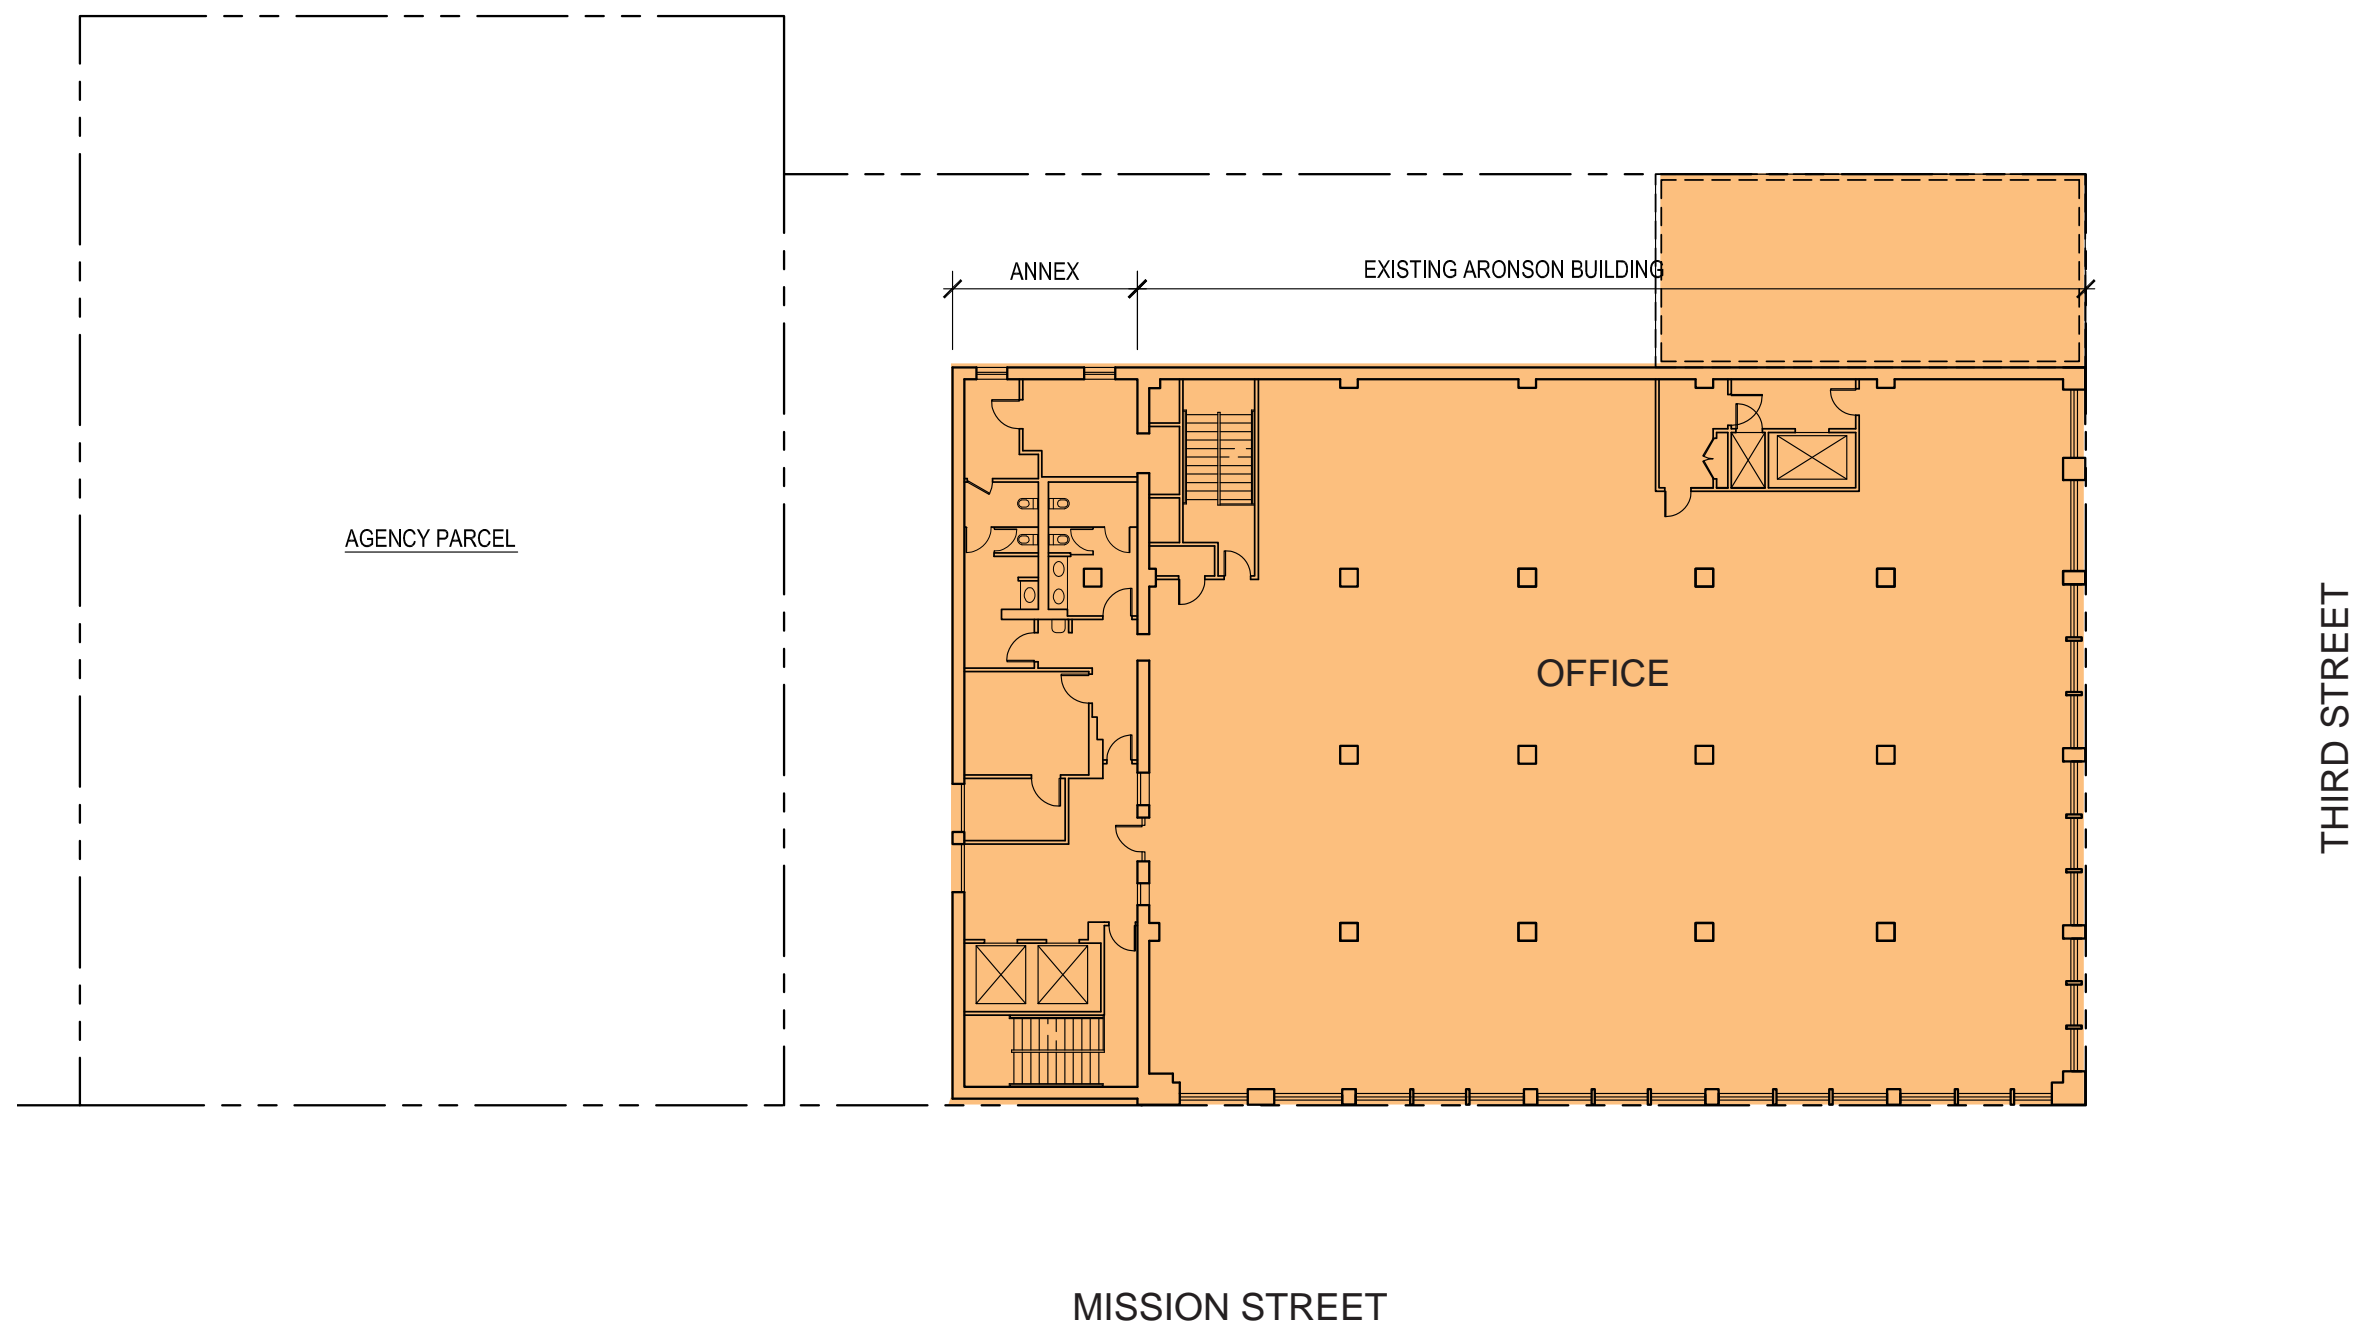 ANNEX
EXISTING ARONSON BUILDING
AGENCY PARCEL
OFFICE
THIRD STREET
MISSION STREET